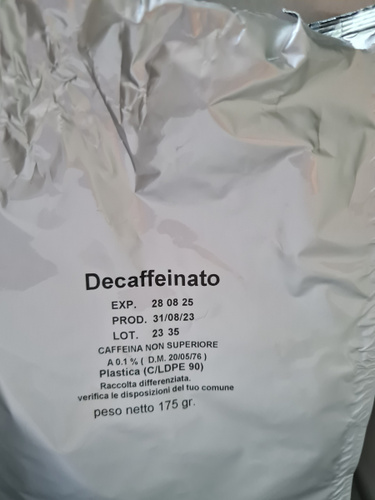 Decaffeinato
EXP. 28 08 25
PROD. 31/08/23
LOT. 23 35
CAFFEINA NON SUPERIORE
A 0.1 % ( D.M. 20/05/76 )
Plastica (C/LDPE 90)
Raccolta differenziata.
verifica le disposizioni del tuo comune
peso netto 175 gr.